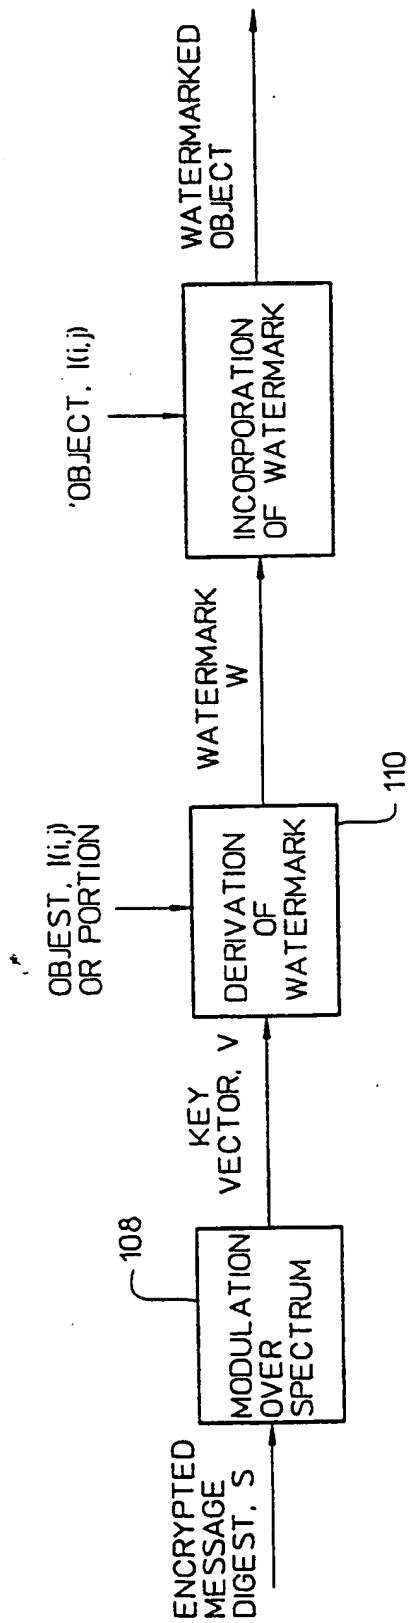 ENCRYPTED
MESSAGE
DIGEST, S
108
MODULATION
OVER
SPECTRUM
KEY
VECTOR, V
OBJEST, I(i,j)
OR PORTION
DERIVATION
OF
WATERMARK
110
WATERMARK
W
'OBJECT, I(i,j)
INCORPORATION
OF WATERMARK
WATERMARKED
OBJECT